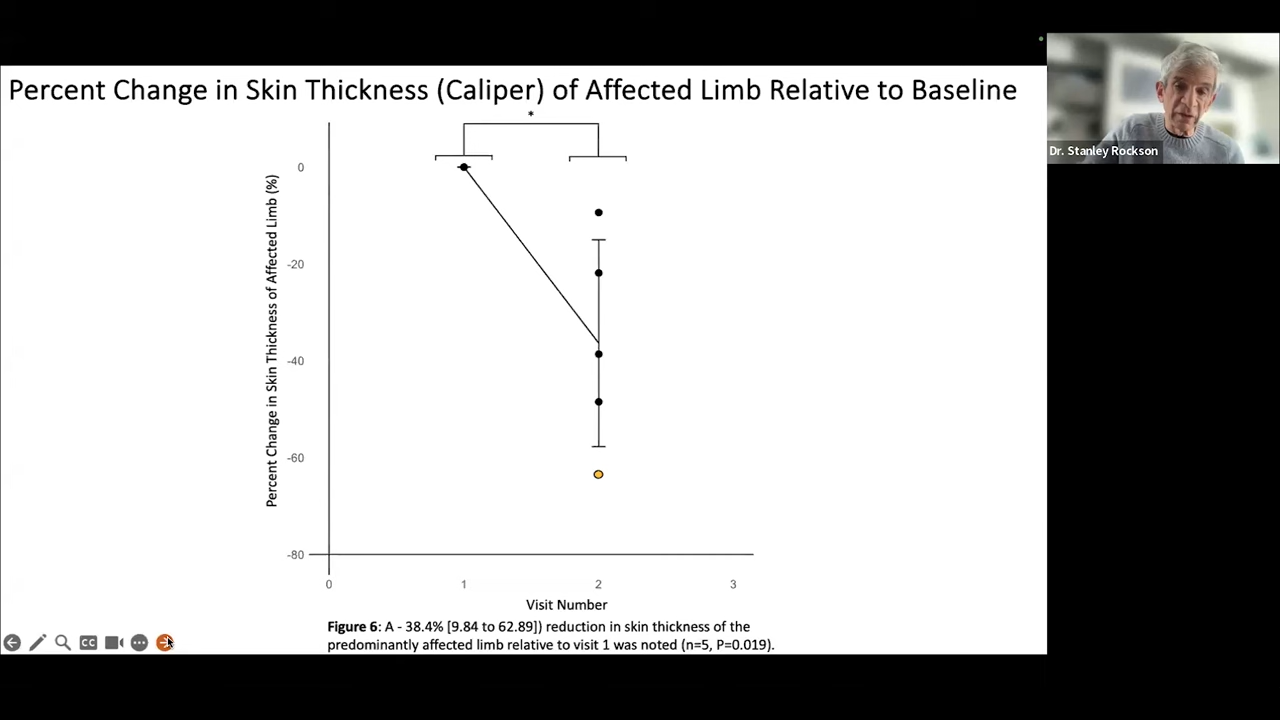 Percent Change in Skin Thickness (Caliper) of Affected Limb Relative to Baseline
Dr. Stanley Rockson
*
Percent Change in Skin Thickness of Affected Limb (%)
0
-20
-40
-60
-80
0 1 2 3
Visit Number
Figure 6: A - 38.4% [9.84 to 62.89]) reduction in skin thickness of the
predominantly affected limb relative to visit 1 was noted (n=5, P=0.019).
CC